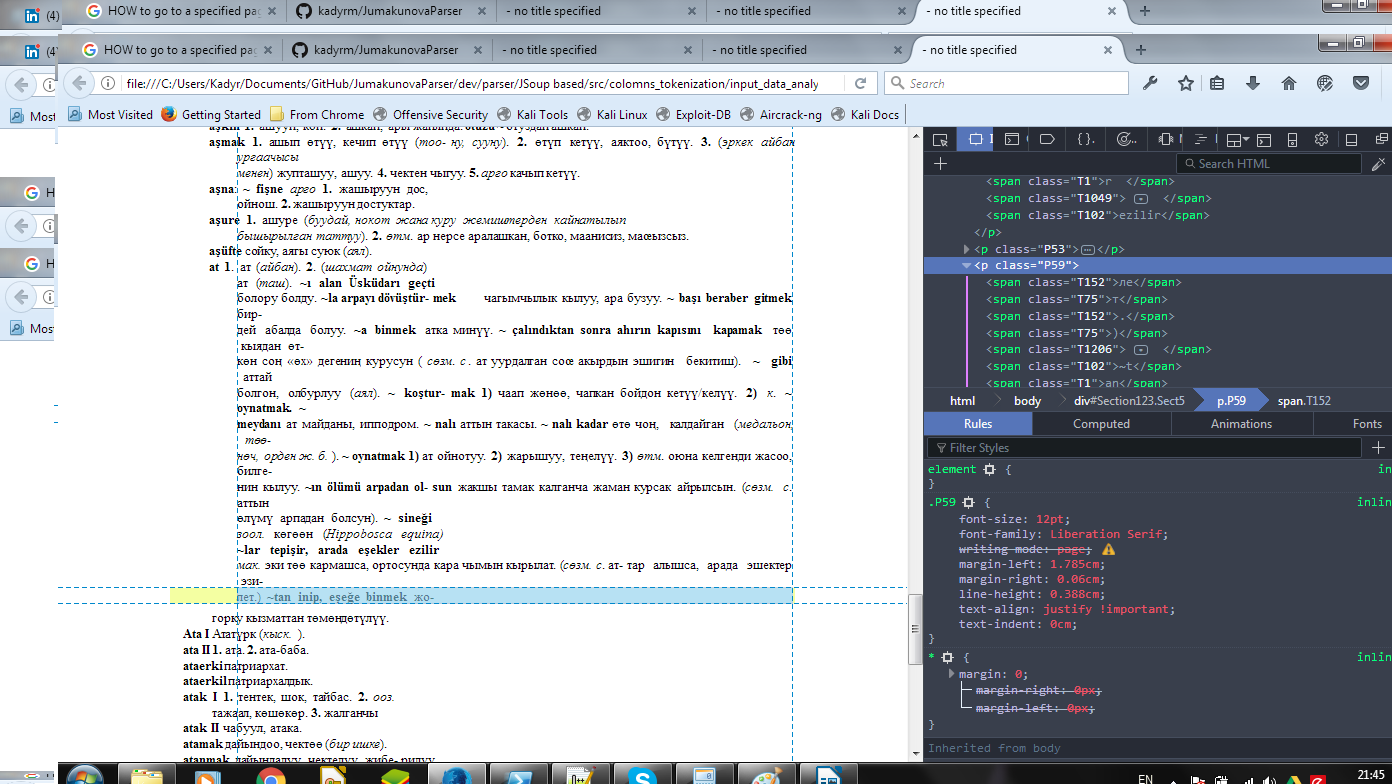 (4)
HOW to go to a specified pag
kadyrm/JumakunovaParser
- no title specified
- no title specified
- no title specified
(4
HOW to go to a specified pag
kadyrm/JumakunovaParser
- no title specified
- no title specified
- no title specified
file:///C:/Users/Kadyr/Documents/GitHub/JumakunovaParser/dev/parser/JSoup based/src/colomns_tokenization/input_data_analy
Search
Most
Most Visited
Getting Started
From Chrome
Offensive Security
Kali Tools
Kali Linux
Exploit-DB
Aircrack-ng
Kali Docs
aşmak 1. ашып өтүү, кечип өтүү (тоо- ну, сууну). 2. өтүп кетүү, аяктоо, бүтүү. 3. (эркек айбан
ургаачысы
менен) жупташуу, ашуу. 4. чектен чыгуу. 5. арго качып кетүү.
aşna: ~ fişne арго 1. жашыруун дос,
ойнош. 2. жашыруун достуктар.
aşure 1. ашуре (буудай, нокот жана куру жемиштерден кайнатылып
бышырылган таттуу). 2. өтм. ар нерсе аралашкан, ботко, маанисиз, маңызсыз.
aşüfte сойку, аягы суюк (аял).
at 1. ат (айбан). 2. (шахмат ойнунда)
ат (таш). ~ı alan Üsküdarı geçti
болору болду. ~la arpayı dövüştür- mek чагымчылык кылуу, ара бузуу. ~ başı beraber gitmek
бир-
дей абалда болуу. ~a binmek атка минүү. ~ çalındıktan sonra ahırın kapısını kapamak төө
кыядан өт-
көн соң «өх» дегениң курусун ( сөзм. с . ат уурдалган соң акырдын эшигин бекитиш). ~ gibi
аттай
болгон, олбурлуу (аял). ~ koştur- mak 1) чаап жөнөө, чапкан бойдон кетүү/келүү. 2) к. ~
oynatmak. ~
meydanı ат майданы, ипподром. ~ nalı аттын такасы. ~ nalı kadar өтө чоң, калдайган (медальон,
төө-
нөч, орден ж. б. ). ~ oynatmak 1) ат ойнотуу. 2) жарышуу, теңелүү. 3) өтм. оюна келгенди жасоо,
билге-
нин кылуу. ~ın ölümü arpadan ol- sun жакшы тамак калганча жаман курсак айрылсын. (сөзм. с.
аттын
өлүмү арпадан болсун). ~ sineği
зоол. көгөөн (Hippobosca equina)
~lar tepişir, arada eşekler ezilir
мак. эки төө кармашса, ортосунда кара чымын кырылат. (сөзм. с. ат- тар алышса, арада эшектер
эзи-
лет.) ~tan inip, eşeğe binmek жо-
горку кызматтан төмөндөтүлүү.
Ata I Ататүрк (кыск. ).
ata II 1. ата. 2. ата-баба.
ataerki патриархат.
ataerkil патриархалдык.
atak I 1. тентек, шок, тайбас. 2. ооз.
тажаал, көшөкөр. 3. жалганчы
atak II чабуул, атака.
atamak дайындоо, чектөө (бир ишке).
Search HTML
<span class="T1">r </span>
<span class="T1049"> </span>
<span class="T102">ezilir</span>
</p>
<p class="P53"></p>
<p class="P59">
<span class="T152">ле</span>
<span class="T75">т</span>
<span class="T152">.</span>
<span class="T75">)</span>
<span class="T1206"> </span>
<span class="T102">~t</span>
<span class="T1">an</span>
html
body
div#Section123.Sect5
p.P59
span.T152
Rules
Computed
Animations
Fonts
Filter Styles
element {
in
}
.P59 {
inlin
font-size: 12pt;
font-family: Liberation Serif;
writing-mode: page;
margin-left: 1.785cm;
margin-right: 0.06cm;
line-height: 0.388cm;
text-align: justify !important;
text-indent: 0cm;
}
* {
inlin
margin: 0;
margin-right: 0px;
margin-left: 0px;
}
Inherited from body
H
H
Mos
EN
21:45